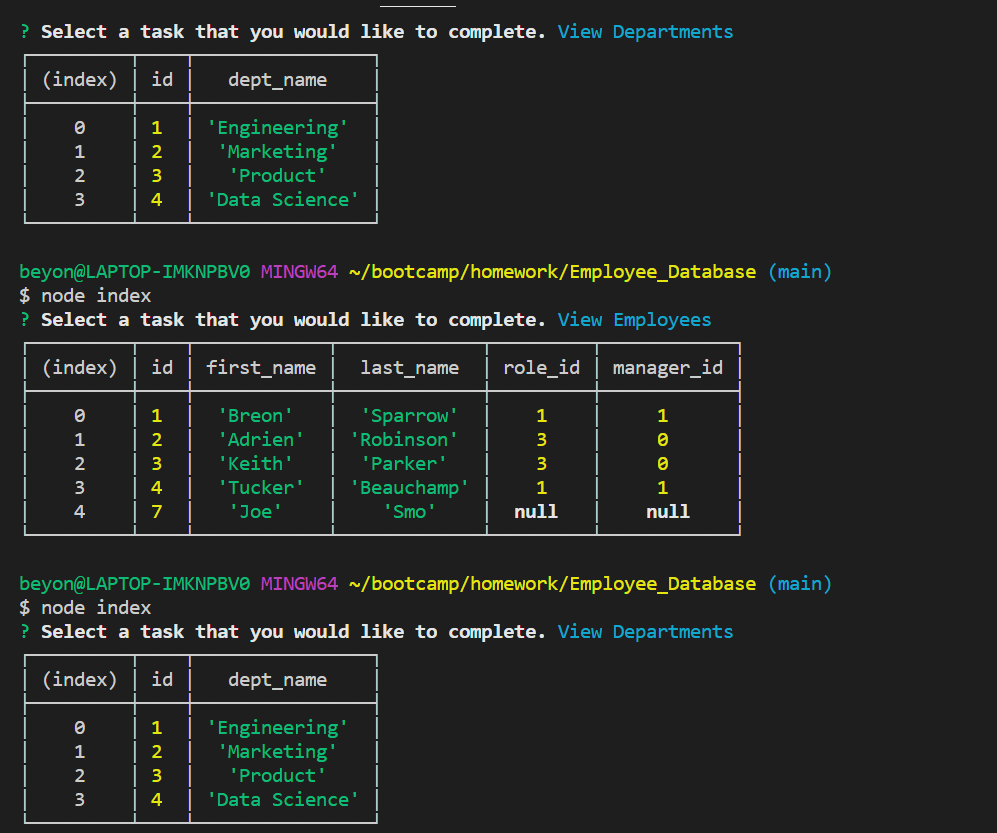 ? Select a task that you would like to complete. View Departments
(index) id dept_name
0 1 'Engineering'
1 2 'Marketing'
2 3 'Product'
3 4 'Data Science'
beyon@LAPTOP-IMKNPBV0 MINGW64 ~/bootcamp/homework/Employee_Database (main)
$ node index
? Select a task that you would like to complete. View Employees
(index) id first_name last_name role_id manager_id
0 1 'Breon' 'Sparrow' 1 1
1 2 'Adrien' 'Robinson' 3 0
2 3 'Keith' 'Parker' 3 0
3 4 'Tucker' 'Beauchamp' 1 1
4 7 'Joe' 'Smo' null null
beyon@LAPTOP-IMKNPBV0 MINGW64 ~/bootcamp/homework/Employee_Database (main)
$ node index
? Select a task that you would like to complete. View Departments
(index) id dept_name
0 1 'Engineering'
1 2 'Marketing'
2 3 'Product'
3 4 'Data Science'